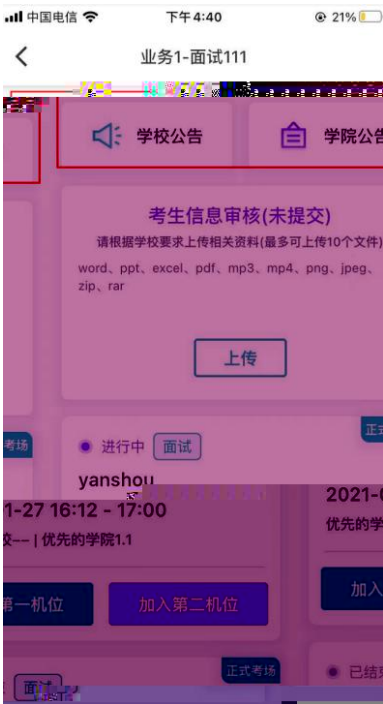 中国电信 下午4:40 21%
业务1-面试111
学校公告 学院公告
考生信息审核(未提交)
请根据学校要求上传相关资料(最多可上传10个文件)
word、ppt、excel、pdf、mp3、mp4、png、jpeg、
zip、rar
上传
考场 正式
进行中 面试
yanshou
1-27 16:12 - 17:00 2021-0
校-- | 优先的学院1.1 优先的学
第一机位 加入第二机位 加入
正式考场
面试 已结束